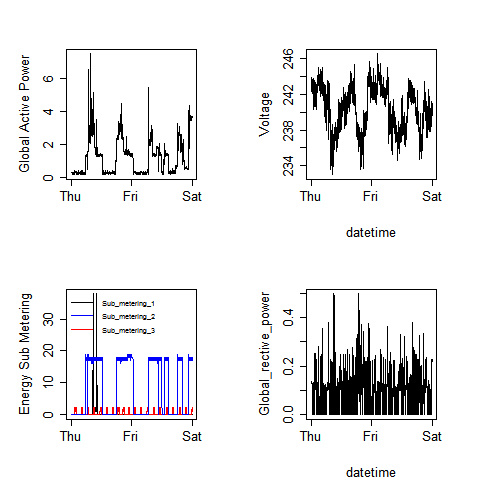 Global Active Power
0 2 4 6
Thu Fri Sat
Voltage
234 238 242 246
Thu Fri Sat
datetime
Energy Sub Metering
0 10 20 30
Sub_metering_1
Sub_metering_2
Sub_metering_3
Thu Fri Sat
Global_rective_power
0.0 0.2 0.4
Thu Fri Sat
datetime